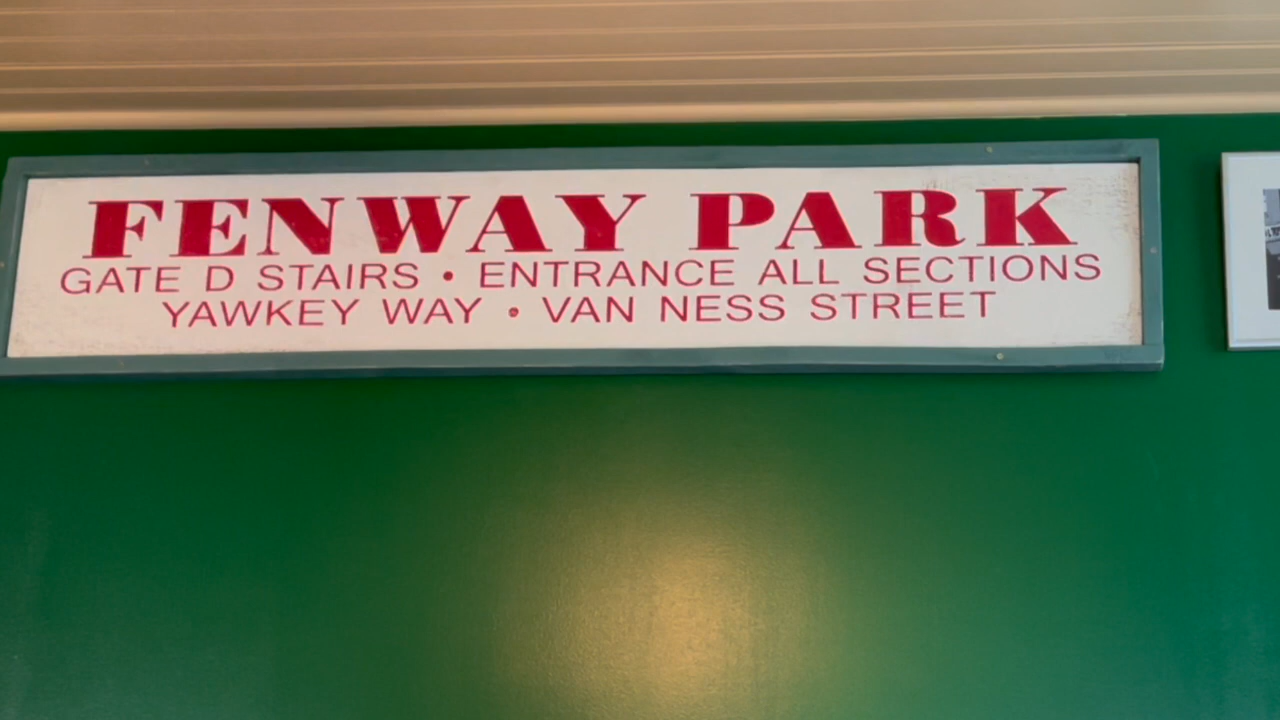 FENWAY PARK
GATE D STAIRS • ENTRANCE ALL SECTIONS
YAWKEY WAY • VAN NESS STREET